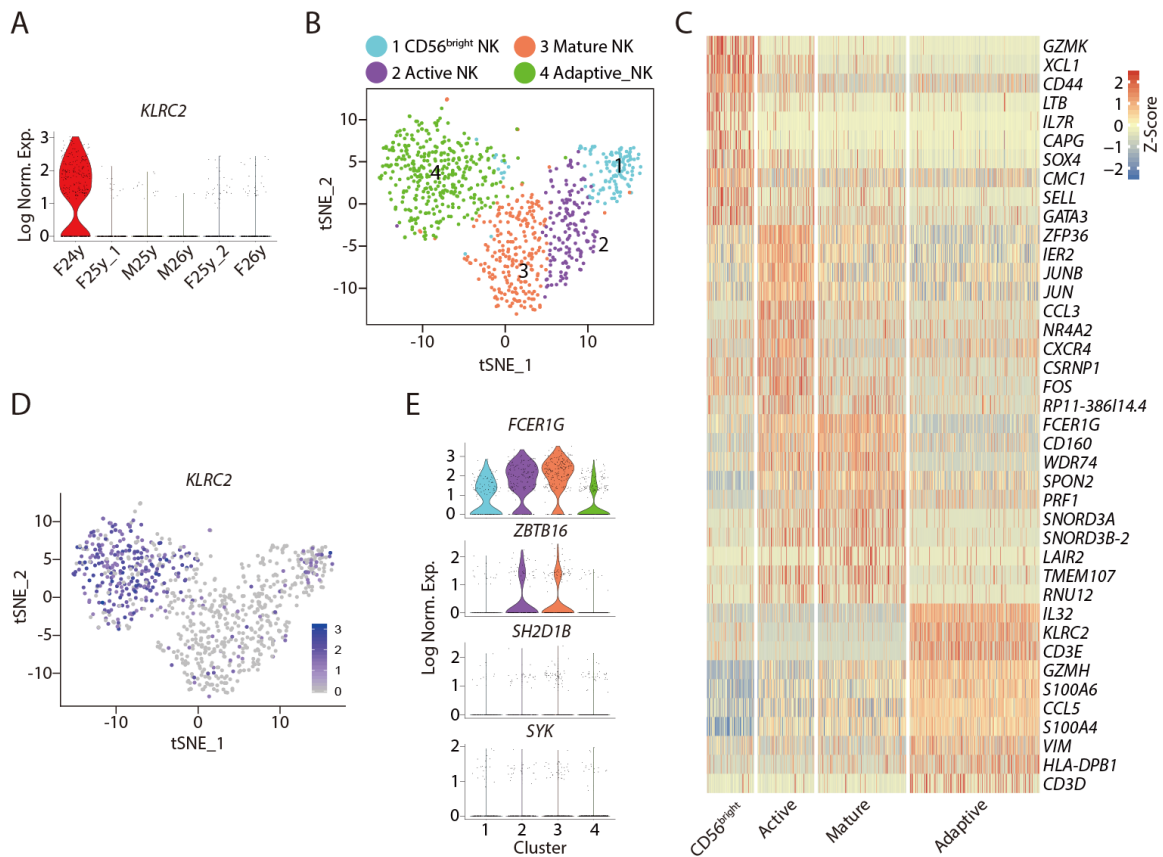 A
KLRC2
Log Norm. Exp.
3
2
1
0
F24y
F25y_1
M25y
M26y
F25y_2
F26y
B
1 CD56bright NK
3 Mature NK
2 Active NK
4 Adaptive_NK
tSNE_2
10
5
0
-5
-10
4
1
2
3
-10
0
10
tSNE_1
C
GZMK
XCL1
CD44
LTB
IL7R
CAPG
SOX4
CMC1
SELL
GATA3
ZFP36
IER2
JUNB
JUN
CCL3
NR4A2
CXCR4
CSRNP1
FOS
RP11-386I14.4
FCER1G
CD160
WDR74
SPON2
PRF1
SNORD3A
SNORD3B-2
LAIR2
TMEM107
RNU12
IL32
KLRC2
CD3E
GZMH
S100A6
CCL5
S100A4
VIM
HLA-DPB1
CD3D
CD56bright
Active
Mature
Adaptive
2
1
0
−1
−2
Z-Score
D
KLRC2
tSNE_2
10
5
0
-5
-10
3
2
1
0
-10
0
10
tSNE_1
E
FCER1G
3
2
1
0
ZBTB16
2
1
0
SH2D1B
2
1
0
SYK
2
1
0
Log Norm. Exp.
1 2 3 4
Cluster